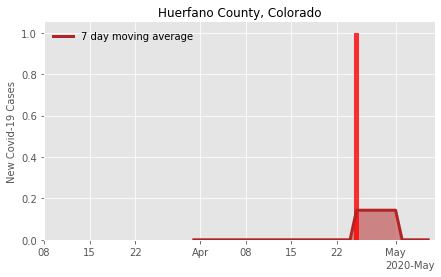 Huerfano County, Colorado
7 day moving average
New Covid-19 Cases
1.0
0.8
0.6
0.4
0.2
0.0
08 15 22 Apr 08 15 22 May
2020-May